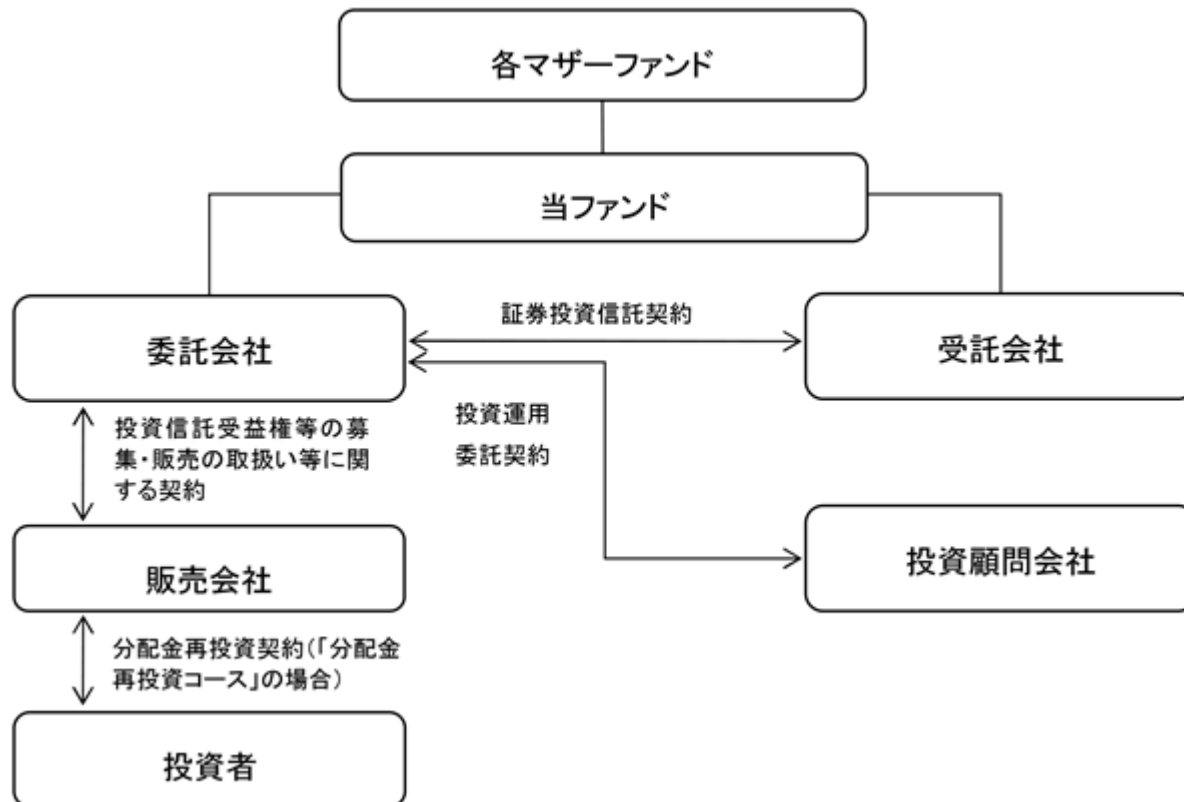 各マザーファンド
当ファンド
委託会社
証券投資信託契約
受託会社
投資信託受益権等の募
集・販売の取扱い等に関
する契約
投資運用
委託契約
販売会社
投資顧問会社
分配金再投資契約(「分配金
再投資コース」の場合)
投資者